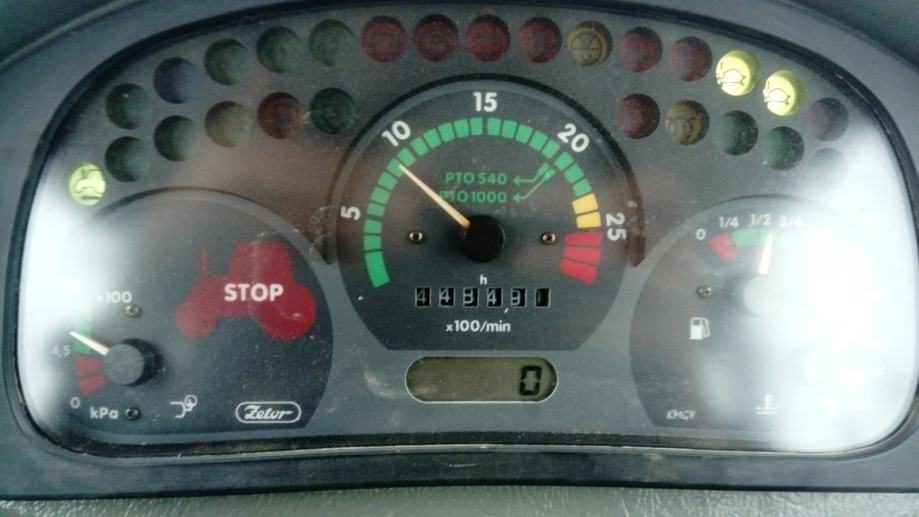 15
10
20
PTO 540
PTO 1000
5
25
0 1/4 1/2 3/4
h
x100
STOP
x100/min
4,5
0
0
kPa
Zetor
KMGY